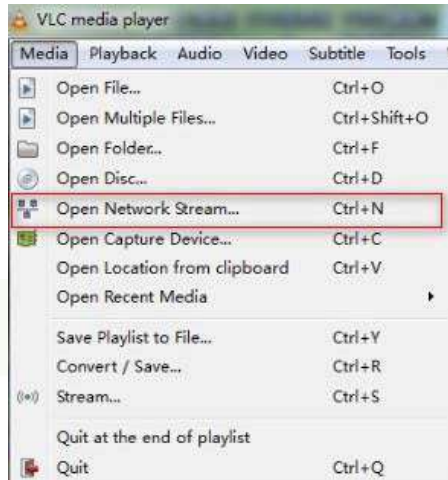 VLC media player
Media Playback Audio Video Subtitle Tools
Open File... Ctrl+O
Open Multiple Files... Ctrl+Shift+O
Open Folder... Ctrl+F
Open Disc... Ctrl+D
Open Network Stream... Ctrl+N
Open Capture Device... Ctrl+C
Open Location from clipboard Ctrl+V
Open Recent Media
Save Playlist to File... Ctrl+Y
Convert / Save... Ctrl+R
Stream... Ctrl+S
Quit at the end of playlist
Quit Ctrl+Q